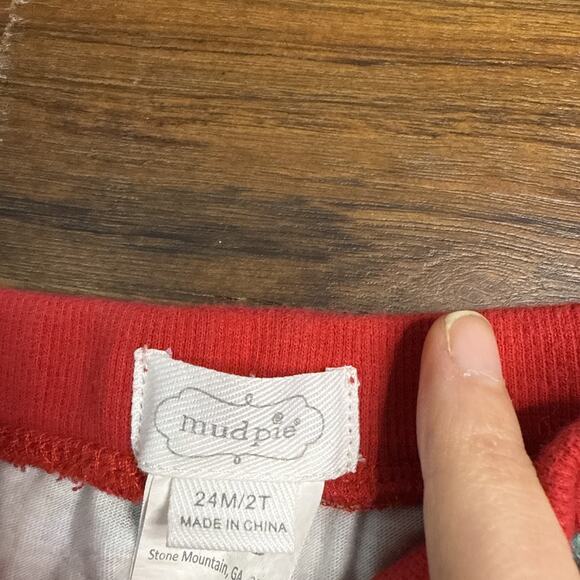 mudpie
24M/2T
MADE IN CHINA
Stone Mountain, GA